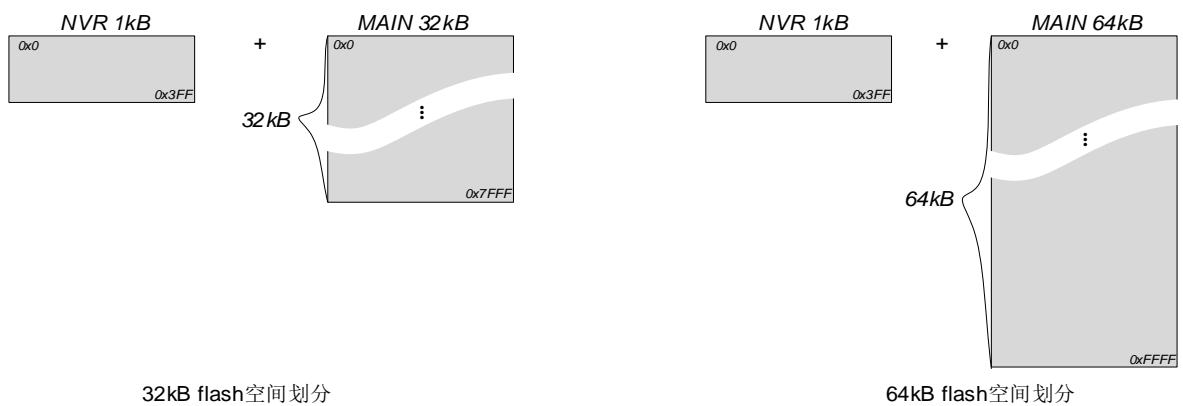 NVR 1kB
0x0
0x3FF
+
MAIN 32kB
0x0
32kB
0x7FFF
32kB flash空间划分
NVR 1kB
0x0
0x3FF
+
MAIN 64kB
0x0
64kB
0xFFFF
64kB flash空间划分